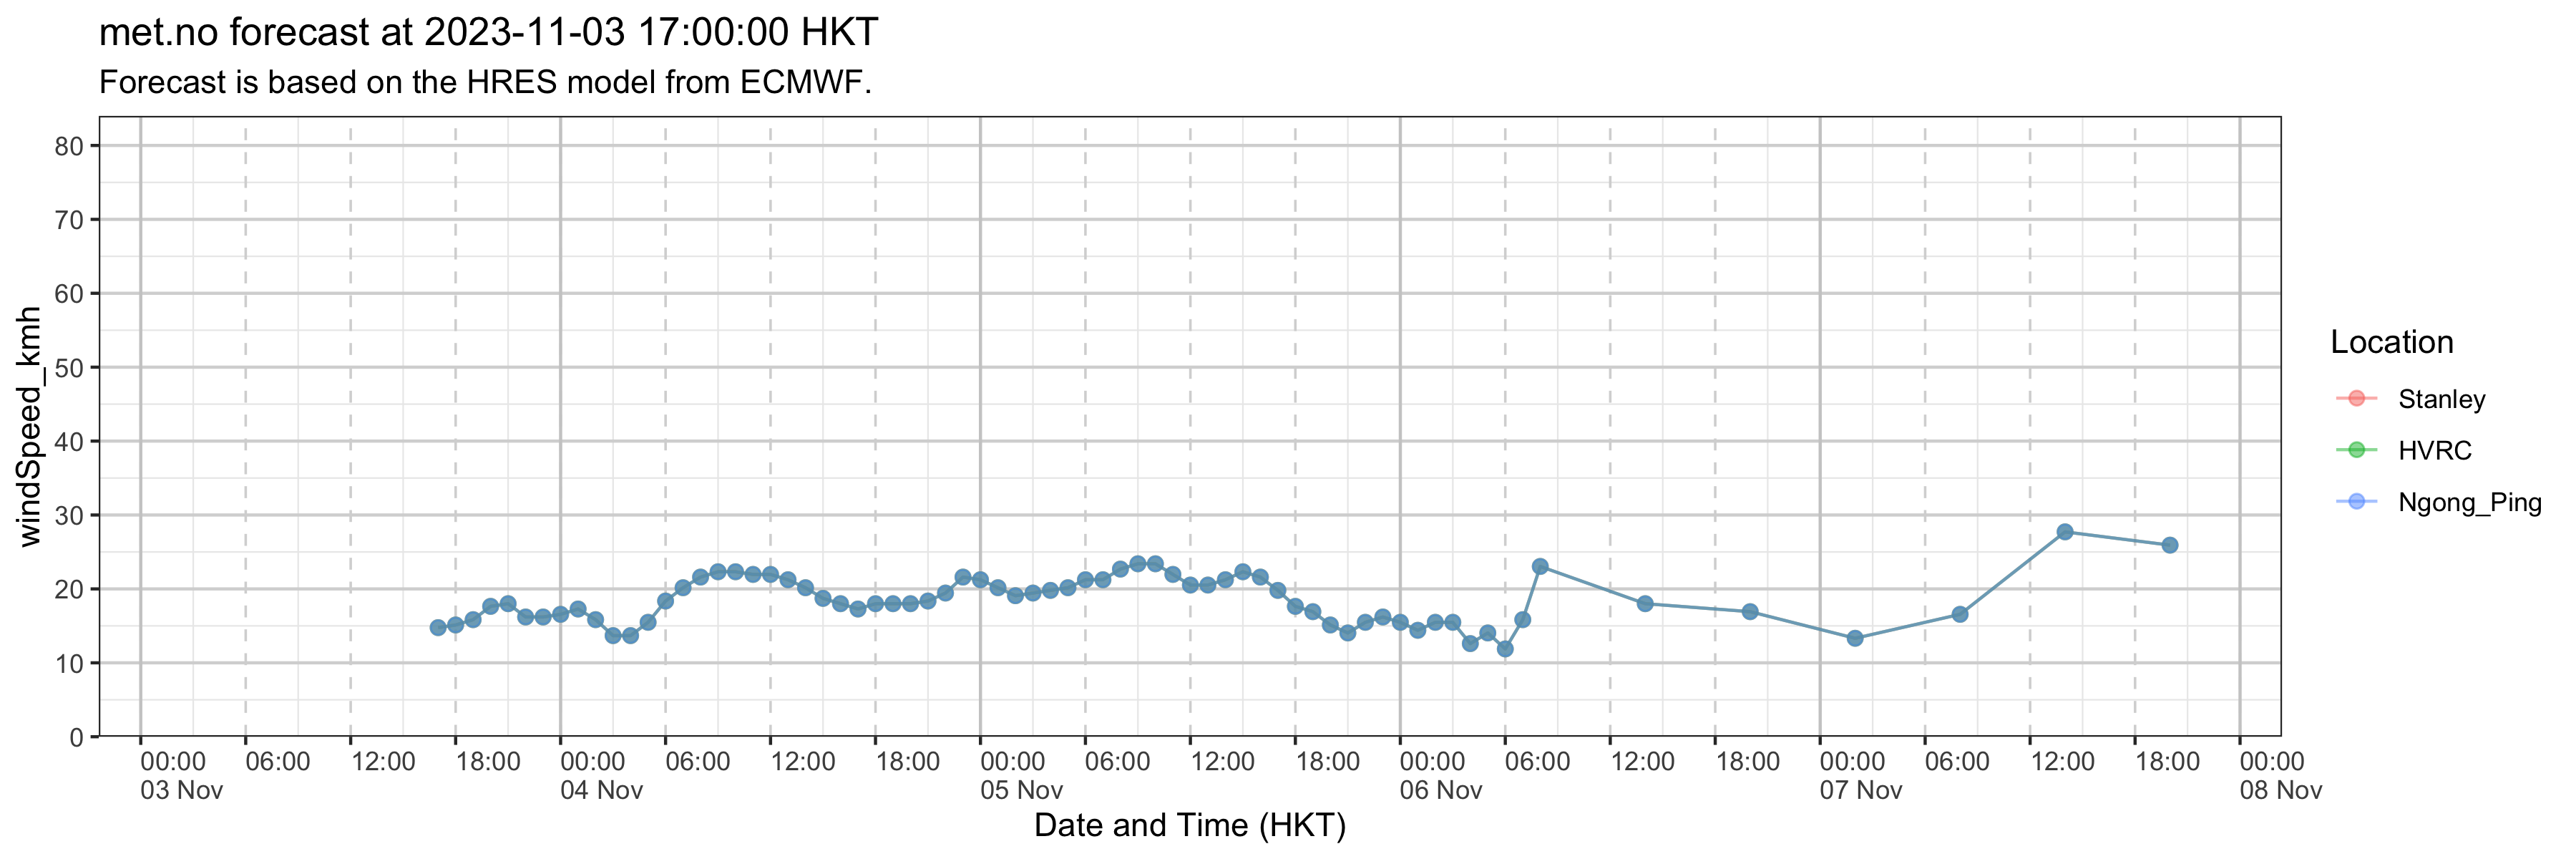 met.no forecast at 2023-11-03 17:00:00 HKT
Forecast is based on the HRES model from ECMWF.
windSpeed_kmh
80
70
60
50
40
30
20
10
0
00:00 06:00 12:00 18:00 00:00 06:00 12:00 18:00 00:00 06:00 12:00 18:00 00:00 06:00 12:00 18:00 00:00 06:00 12:00 18:00 00:00
03 Nov 04 Nov 05 Nov 06 Nov 07 Nov 08 Nov
Date and Time (HKT)
Location
Stanley
HVRC
Ngong_Ping